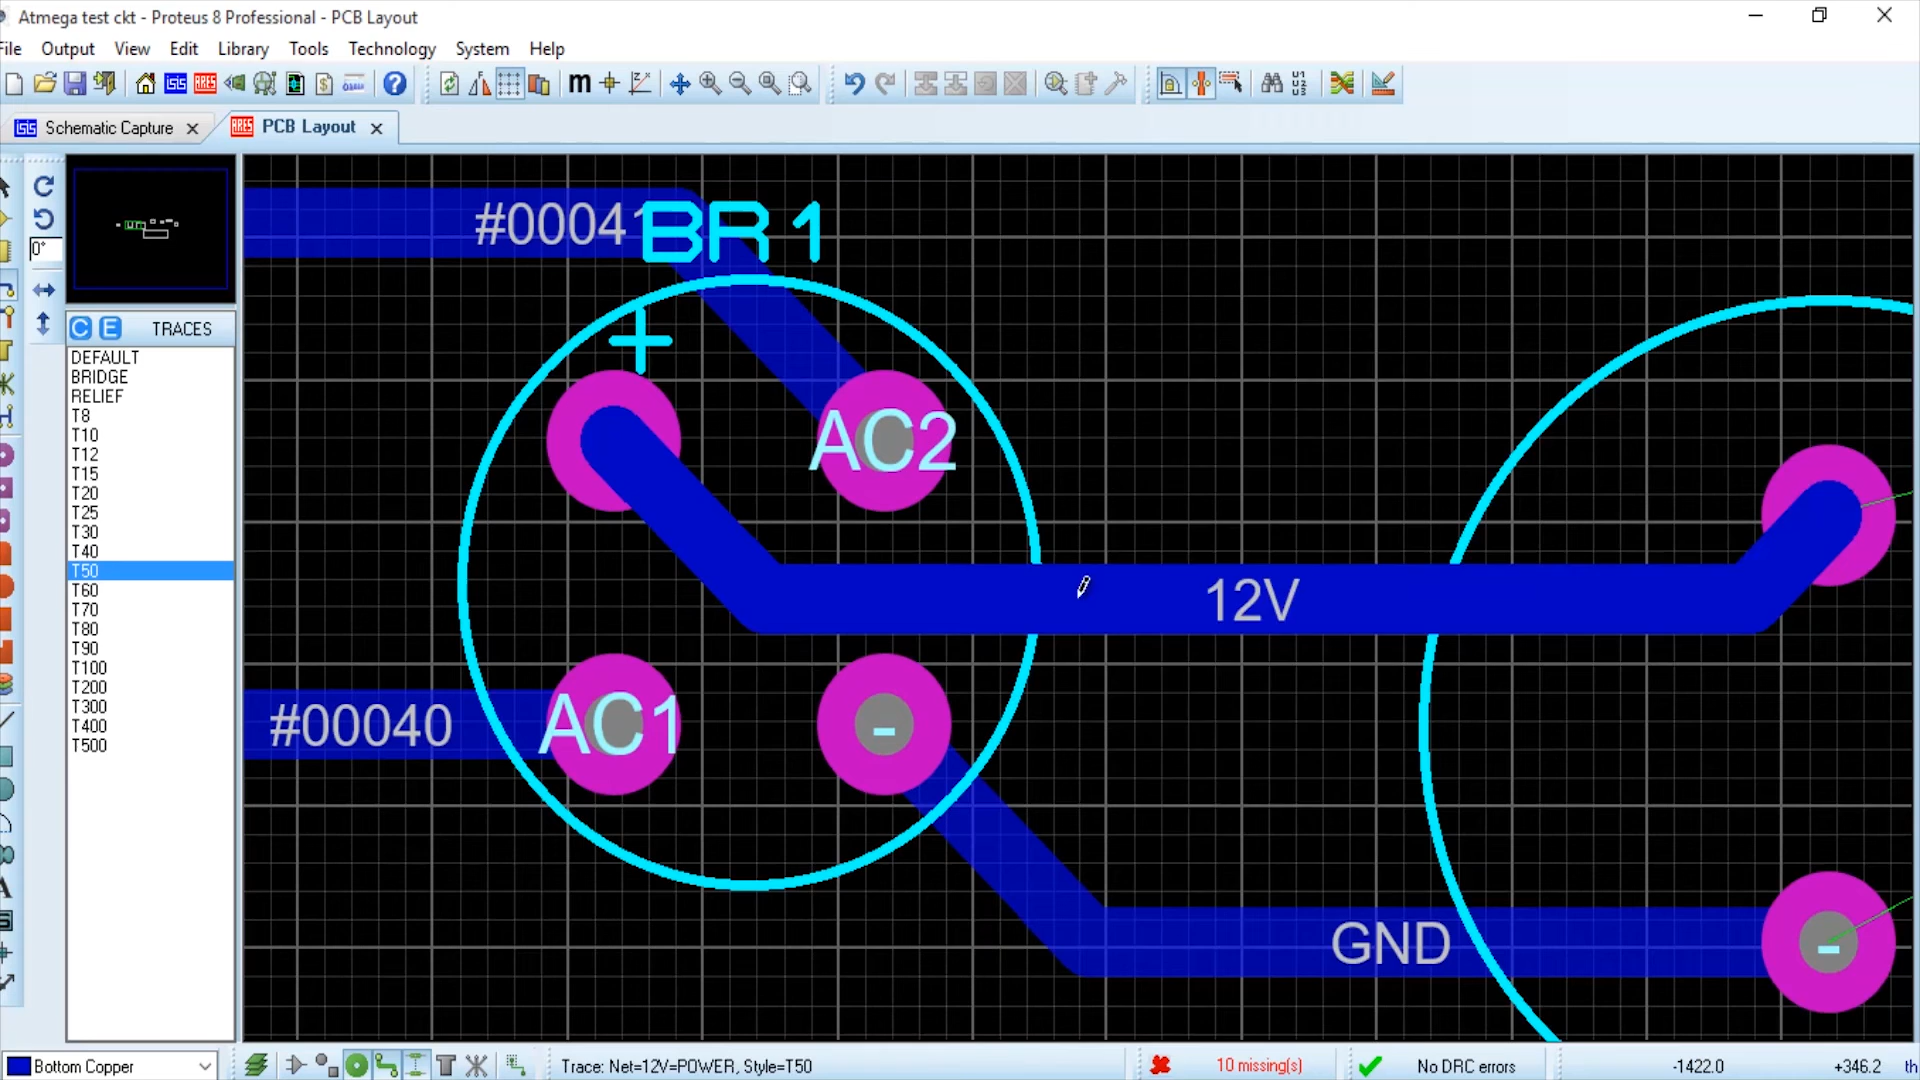 Atmega test ckt - Proteus 8 Professional - PCB Layout
File Output View Edit Library Tools Technology System Help
Schematic Capture
ARES PCB Layout
0°
C E TRACES
DEFAULT
BRIDGE
RELIEF
T8
T10
T12
T15
T20
T25
T30
T40
T50
T60
T70
T80
T90
T100
T200
T300
T400
T500
#00041
BR1
+
AC2
12V
#00040
AC1
-
GND
-
Bottom Copper
Trace: Net=12V=POWER, Style=T50
10 missing(s)
No DRC errors
-1422.0
+346.2
th